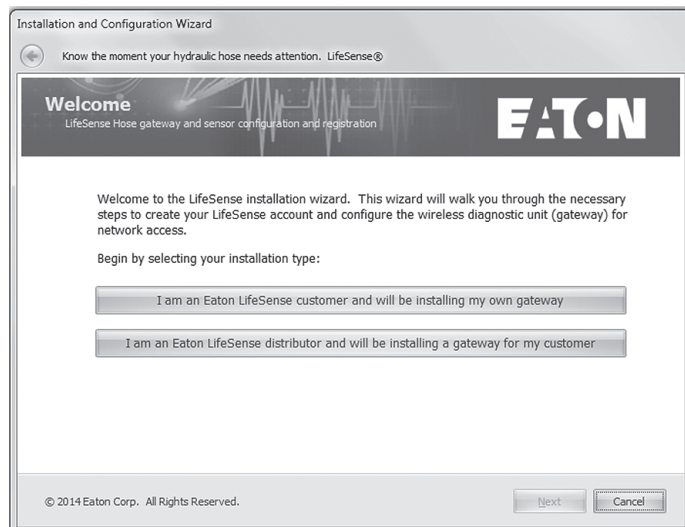 Installation and Configuration Wizard
Know the moment your hydraulic hose needs attention. LifeSense®
Welcome
LifeSense Hose gateway and sensor configuration and registration
EATON
Welcome to the LifeSense installation wizard. This wizard will walk you through the necessary
steps to create your LifeSense account and configure the wireless diagnostic unit (gateway) for
network access.
Begin by selecting your installation type:
I am an Eaton LifeSense customer and will be installing my own gateway
I am an Eaton LifeSense distributor and will be installing a gateway for my customer
© 2014 Eaton Corp. All Rights Reserved.
Next
Cancel